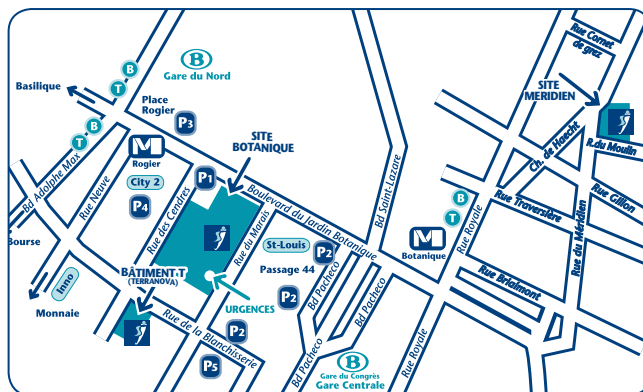 Rue Cornet
de grez
B
Gare du Nord
SITE
MERIDIEN
B
T
Basilique
Place
Rogier
P3
B
T
SITE
BOTANIQUE
M
Rogier
Bd Adolphe Max
Rue Neuve
City 2
P4
P1
Rue des Cendres
Boulevard du Jardin Botanique
Bd Saint-Lazare
Ch. de Haecht
R.du Moulin
Rue Gillon
Rue Traversière
Rue du Méridien
B
T
Rue Royale
M
Botanique
Rue du Marais
St-Louis
P2
Passage 44
Bourse
Inno
Monnaie
BÂTIMENT T
(TERRANOVA)
URGENCES
P2
Bd Pacheco
Bd Pacheco
Rue Brialmont
Rue de la Blanchisserie
P2
P5
Bd Pacheco
Rue Royale
B
Gare du Congrès
Gare Centrale